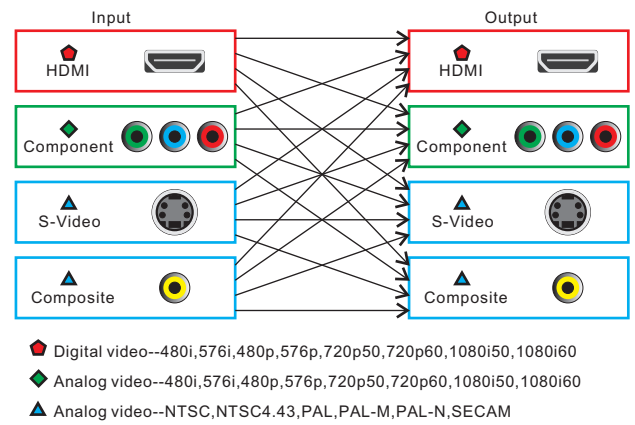 Input Output
HDMI HDMI
Component Component
S-Video S-Video
Composite Composite
Digital video--480i,576i,480p,576p,720p50,720p60,1080i50,1080i60
Analog video--480i,576i,480p,576p,720p50,720p60,1080i50,1080i60
Analog video--NTSC,NTSC4.43,PAL,PAL-M,PAL-N,SECAM